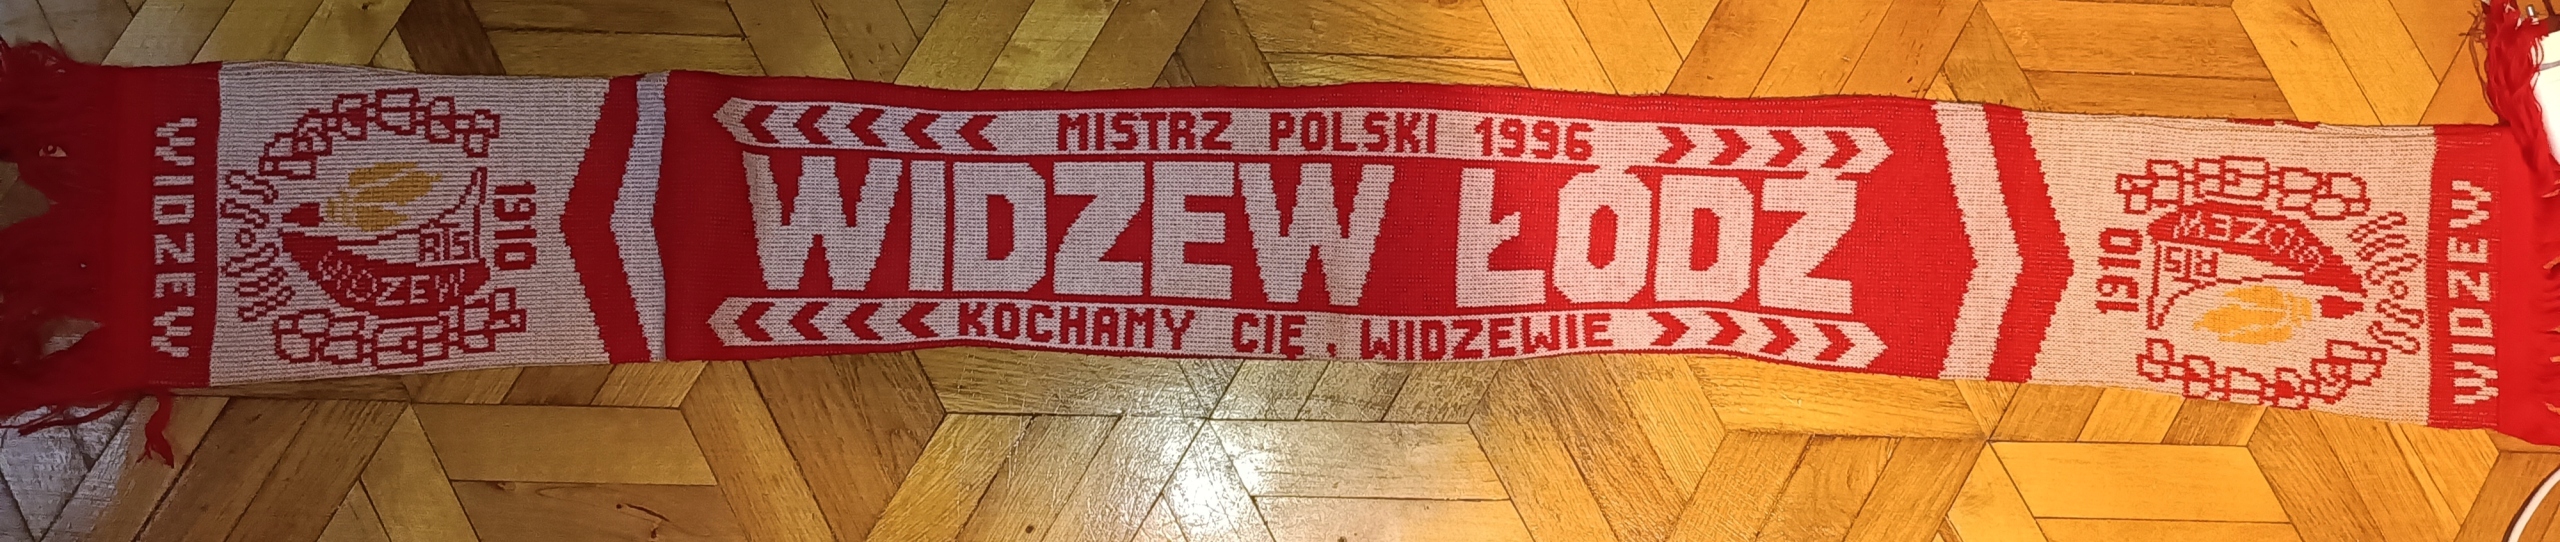 WIDZEW
1910
RTS
WIDZEW
MISTRZ POLSKI 1996
WIDZEW ŁÓDŹ
KOCHAMY CIĘ, WIDZEWIE
1910
RTS
WIDZEW
WIDZEW